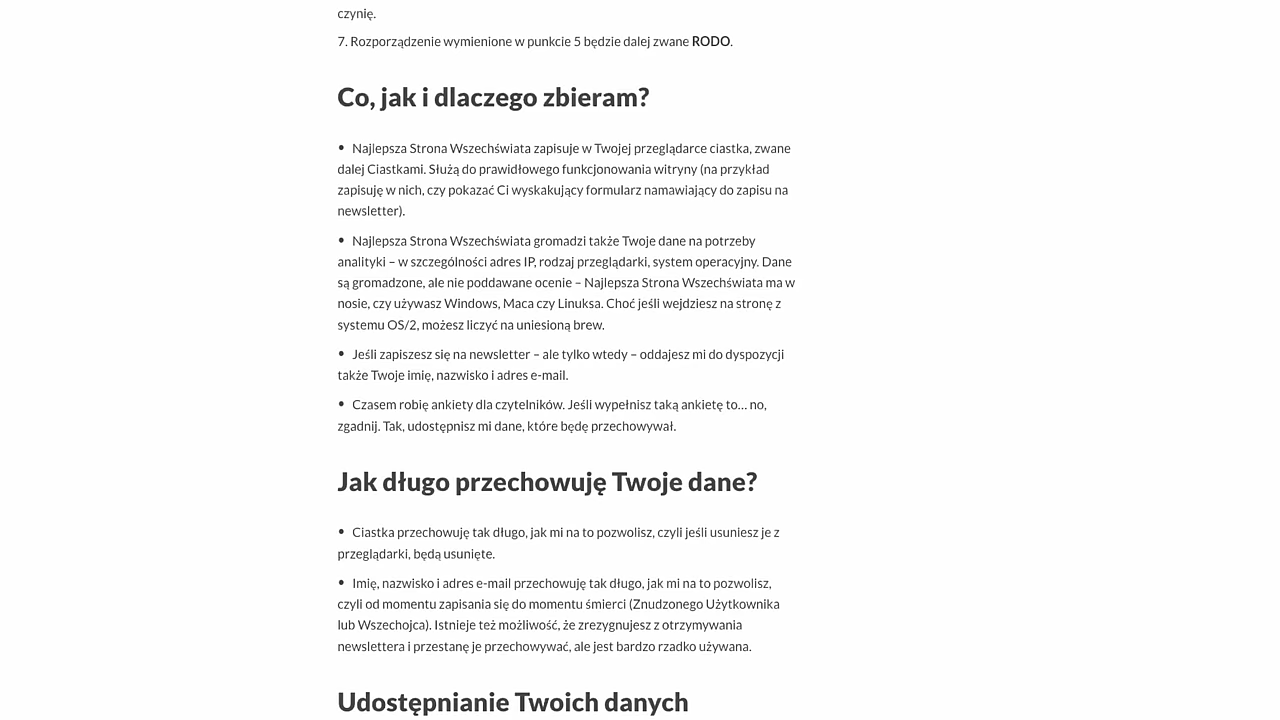 czynię.
7. Rozporządzenie wymienione w punkcie 5 będzie dalej zwane RODO.
Co, jak i dlaczego zbieram?
• Najlepsza Strona Wszechświata zapisuje w Twojej przeglądarce ciastka, zwane
dalej Ciastkami. Służą do prawidłowego funkcjonowania witryny (na przykład
zapisuję w nich, czy pokazać Ci wyskakujący formularz namawiający do zapisu na
newsletter).
• Najlepsza Strona Wszechświata gromadzi także Twoje dane na potrzeby
analityki – w szczególności adres IP, rodzaj przeglądarki, system operacyjny. Dane
są gromadzone, ale nie poddawane ocenie – Najlepsza Strona Wszechświata ma w
nosie, czy używasz Windows, Maca czy Linuksa. Choć jeśli wejdziesz na stronę z
systemu OS/2, możesz liczyć na uniesioną brew.
• Jeśli zapiszesz się na newsletter – ale tylko wtedy – oddajesz mi do dyspozycji
także Twoje imię, nazwisko i adres e-mail.
• Czasem robię ankiety dla czytelników. Jeśli wypełnisz taką ankietę to… no,
zgadnij. Tak, udostępnisz mi dane, które będę przechowywał.
Jak długo przechowuję Twoje dane?
• Ciastka przechowuję tak długo, jak mi na to pozwolisz, czyli jeśli usuniesz je z
przeglądarki, będą usunięte.
• Imię, nazwisko i adres e-mail przechowuję tak długo, jak mi na to pozwolisz,
czyli od momentu zapisania się do momentu śmierci (Znudzonego Użytkownika
lub Wszechojca). Istnieje też możliwość, że zrezygnujesz z otrzymywania
newslettera i przestanę je przechowywać, ale jest bardzo rzadko używana.
Udostępnianie Twoich danych